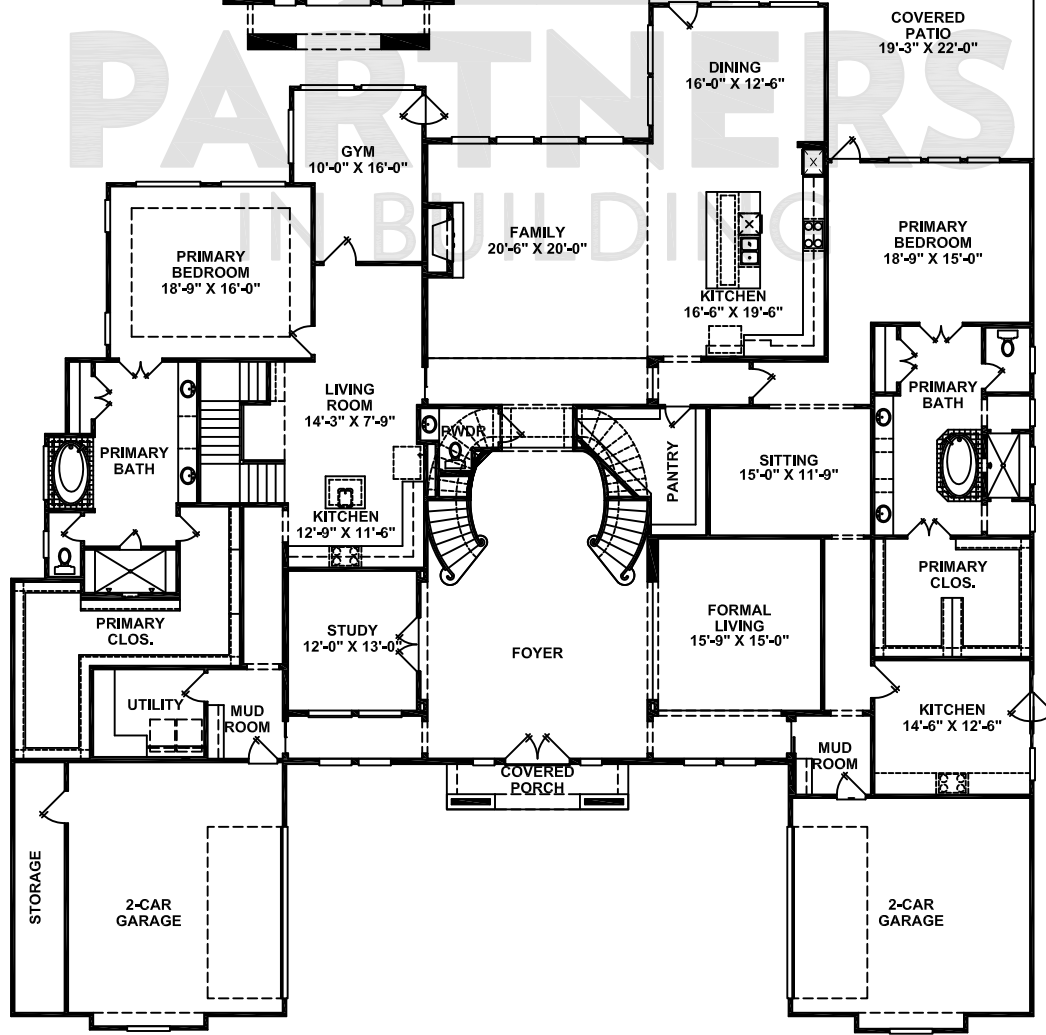 PARTNERS
IN BUILDING
COVERED
PATIO
19'-3" X 22'-0"
DINING
16'-0" X 12'-6"
GYM
10'-0" X 16'-0"
FAMILY
20'-6" X 20'-0"
PRIMARY
BEDROOM
18'-9" X 15'-0"
PRIMARY
BEDROOM
18'-9" X 16'-0"
KITCHEN
16'-6" X 19'-6"
LIVING
ROOM
14'-3" X 7'-9"
PRIMARY
BATH
PWDR
PANTRY
SITTING
15'-0" X 11'-9"
PRIMARY
BATH
KITCHEN
12'-9" X 11'-6"
PRIMARY
CLOS.
PRIMARY
CLOS.
STUDY
12'-0" X 13'-0"
FOYER
FORMAL
LIVING
15'-9" X 15'-0"
UTILITY
MUD
ROOM
KITCHEN
14'-6" X 12'-6"
MUD
ROOM
COVERED
PORCH
STORAGE
2-CAR
GARAGE
2-CAR
GARAGE